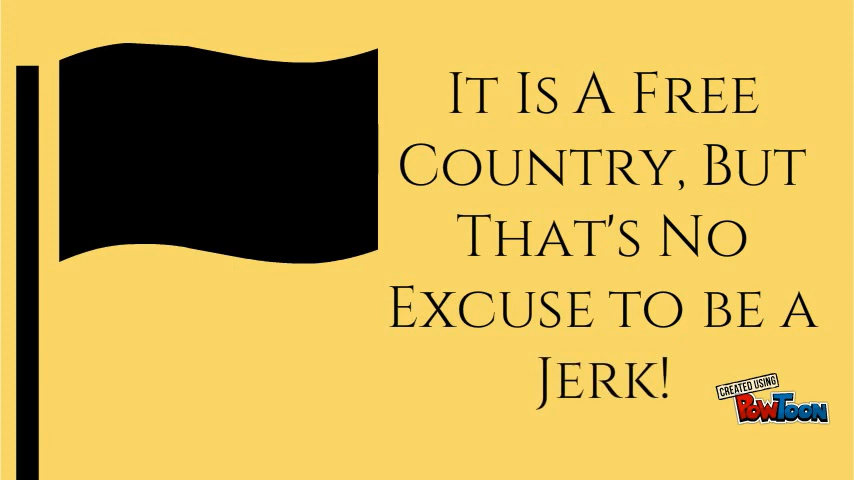 It Is A Free
Country, But
That's No
Excuse to be a
Jerk!
CREATED USING
PowToon